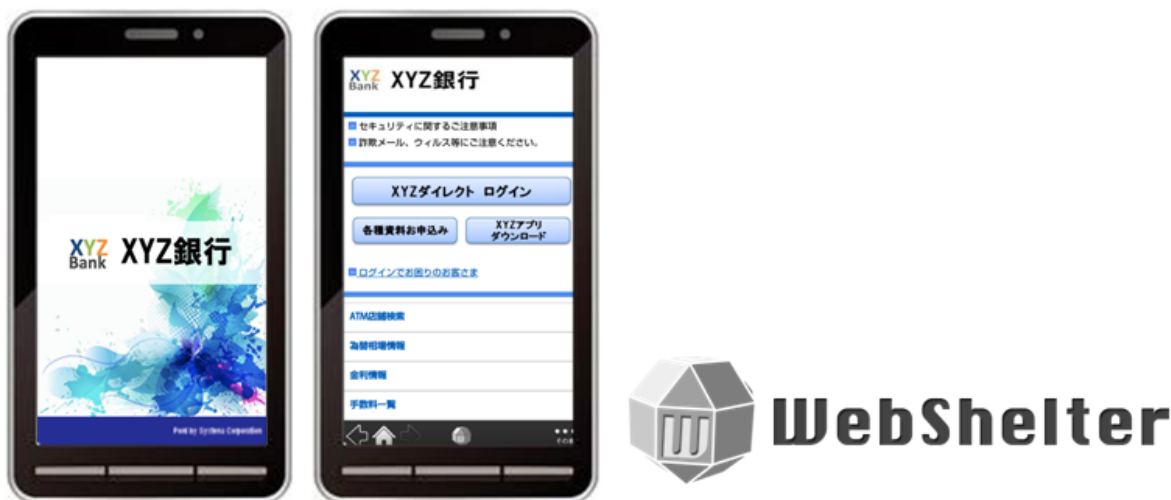 XYZ
Bank
XYZ銀行
Powd by Systena Corporation
XYZ
Bank
XYZ銀行
セキュリティに関するご注意事項
詐欺メール、ウィルス等にご注意ください。
XYZダイレクト ログイン
各種資料お申込み
XYZアプリ
ダウンロード
ログインでお困りのお客さま
ATM店舗検索
為替相場情報
金利情報
手数料一覧
その他
W
WebShelter